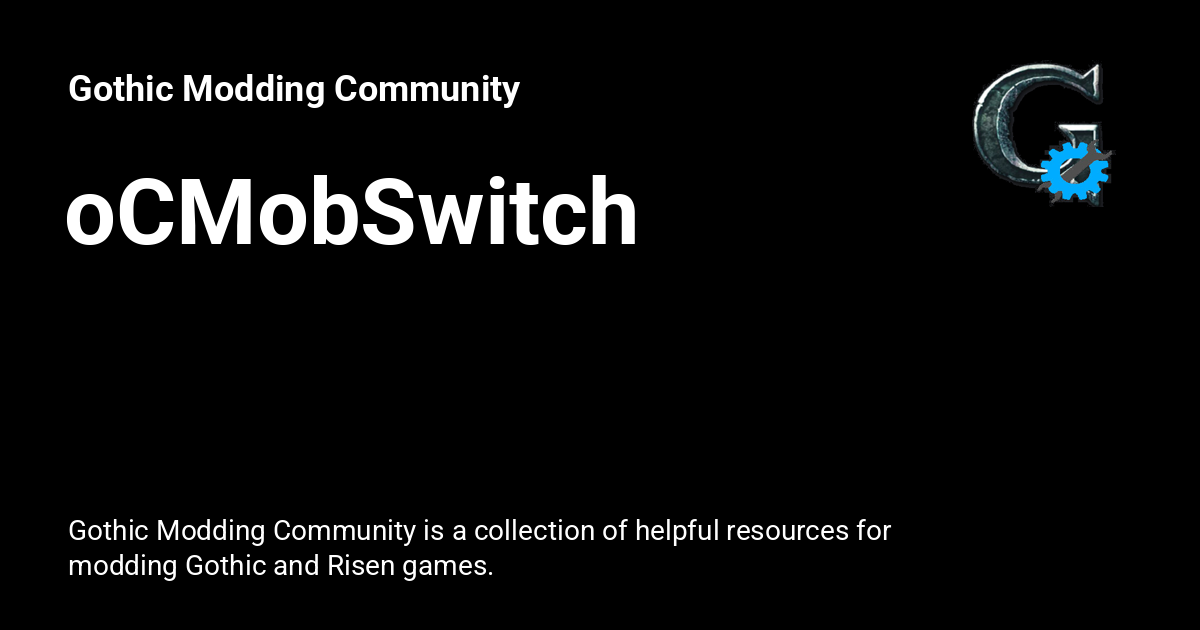 Gothic Modding Community
oCMobSwitch
Gothic Modding Community is a collection of helpful resources for
modding Gothic and Risen games.